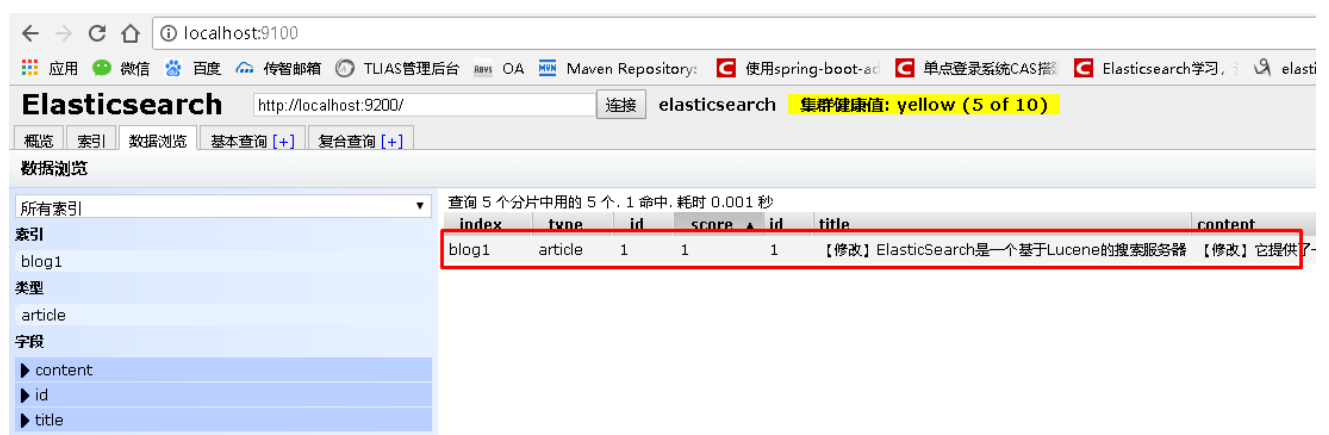 localhost:9100
应用 微信 百度 传智邮箱 TLIAS管理后台 OA Maven Repository: 使用spring-boot-ad 单点登录系统CAS搭 Elasticsearch学习, elasti
Elasticsearch http://localhost:9200/ 连接 elasticsearch 集群健康值: yellow (5 of 10)
概览 索引 数据浏览 基本查询 [+] 复合查询 [+]
数据浏览
所有索引
查询 5 个分片中用的 5 个. 1 命中. 耗时 0.001 秒
index type id score ▲ id title content
blog1 article 1 1 1 【修改】ElasticSearch是一个基于Lucene的搜索服务器 【修改】它提供了一
索引
blog1
类型
article
字段
content
id
title